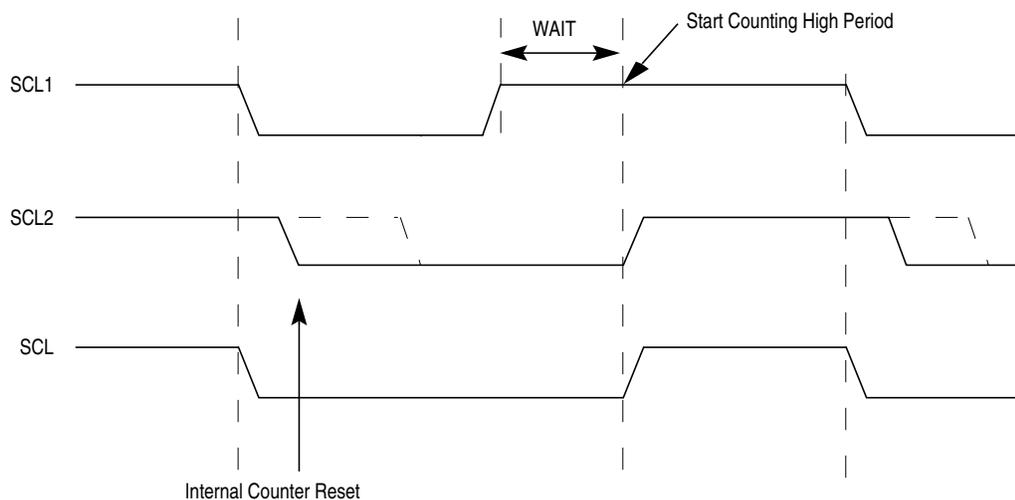 Start Counting High Period
WAIT
SCL1
SCL2
SCL
Internal Counter Reset